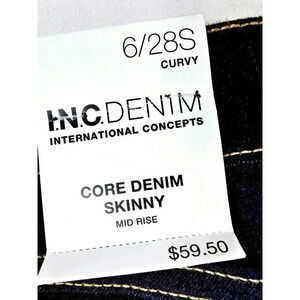 6/28S
CURVY
I.N.C.DENIM
INTERNATIONAL CONCEPTS
CORE DENIM
SKINNY
MID RISE
$59.50